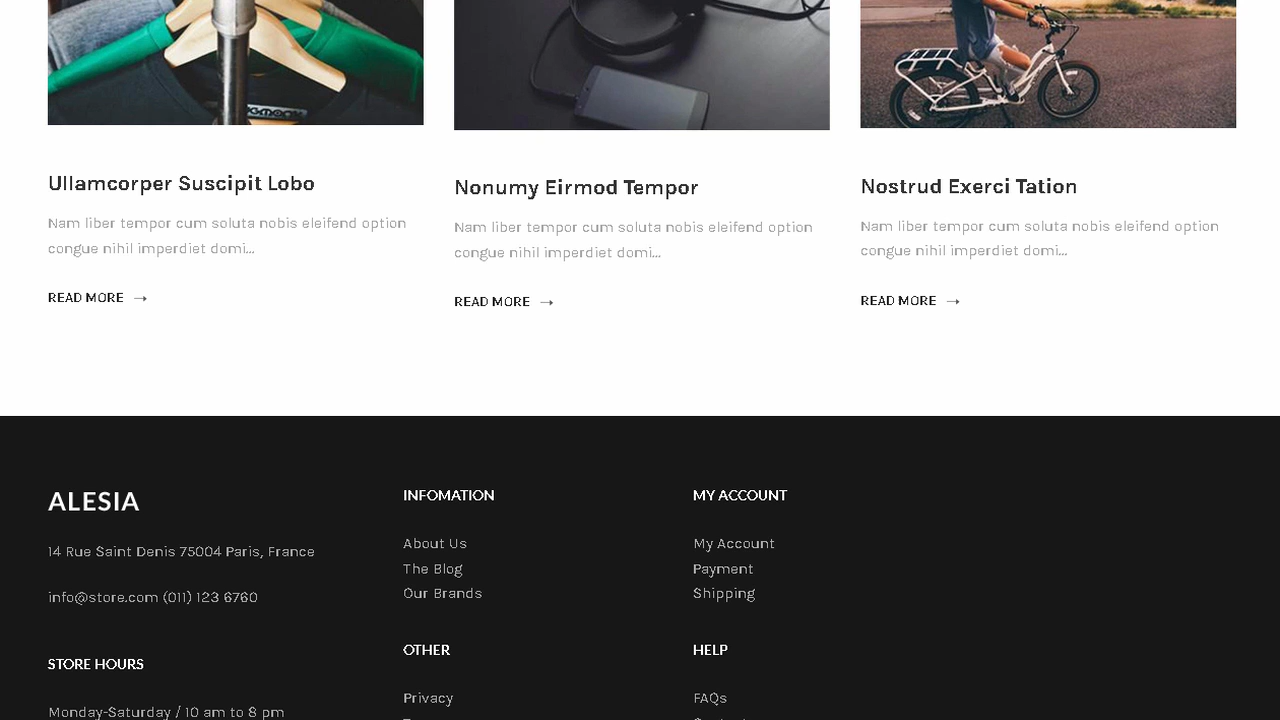 Ullamcorper Suscipit Lobo
Nam liber tempor cum soluta nobis eleifend option
congue nihil imperdiet domi...
READ MORE →
Nonumy Eirmod Tempor
Nam liber tempor cum soluta nobis eleifend option
congue nihil imperdiet domi...
READ MORE →
Nostrud Exerci Tation
Nam liber tempor cum soluta nobis eleifend option
congue nihil imperdiet domi...
READ MORE →
ALESIA
14 Rue Saint Denis 75004 Paris, France
info@store.com (011) 123 6760
STORE HOURS
Monday-Saturday / 10 am to 8 pm
INFOMATION
About Us
The Blog
Our Brands
OTHER
Privacy
MY ACCOUNT
My Account
Payment
Shipping
HELP
FAQs